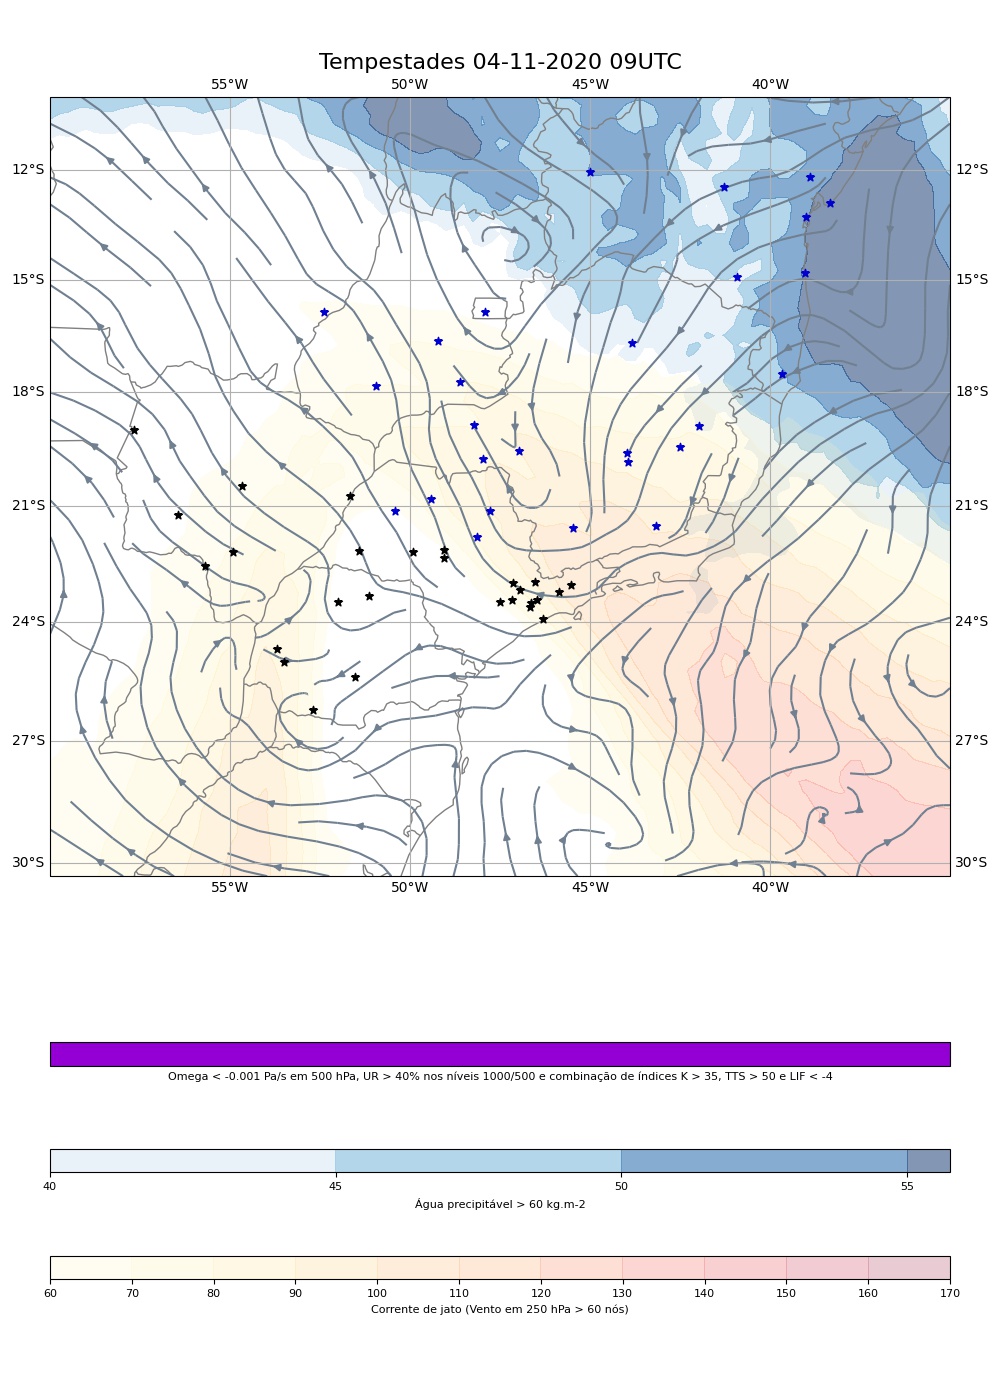 Tempestades 04-11-2020 09UTC
55°W 50°W 45°W 40°W
12°S 12°S
15°S 15°S
18°S 18°S
21°S 21°S
24°S 24°S
27°S 27°S
30°S 30°S
55°W 50°W 45°W 40°W
Omega < -0.001 Pa/s em 500 hPa, UR > 40% nos níveis 1000/500 e combinação de índices K > 35, TTS > 50 e LIF < -4
40 45 50 55
Água precipitável > 60 kg.m-2
60 70 80 90 100 110 120 130 140 150 160 170
Corrente de jato (Vento em 250 hPa > 60 nós)